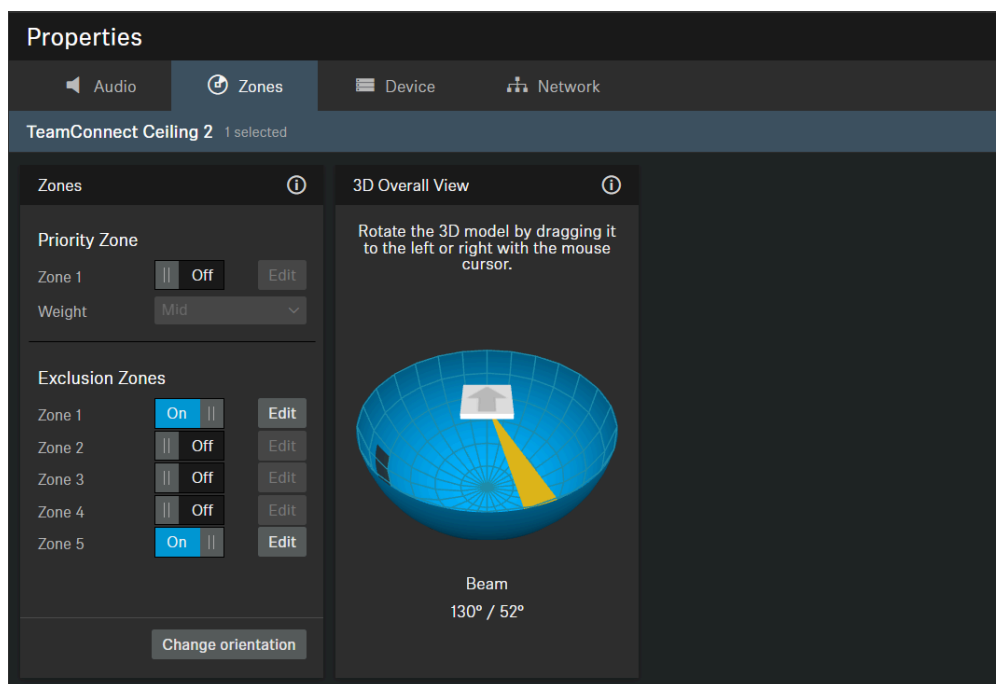 Properties
Audio Zones Device Network
TeamConnect Ceiling 2 1 selected
Zones
Priority Zone
Zone 1 Off Edit
Weight Mid
Exclusion Zones
Zone 1 On Edit
Zone 2 Off Edit
Zone 3 Off Edit
Zone 4 Off Edit
Zone 5 On Edit
Change orientation
3D Overall View
Rotate the 3D model by dragging it
to the left or right with the mouse
cursor.
Beam
130° / 52°